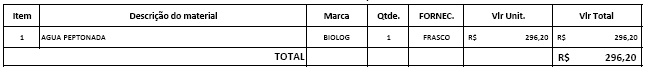 Item Descrição do material Marca Qtde. FORNEC. Vlr Unit. Vlr Total
1 AGUA PEPTONADA BIOLOG 1 FRASCO R$ 296,20 R$ 296,20
TOTAL R$ 296,20